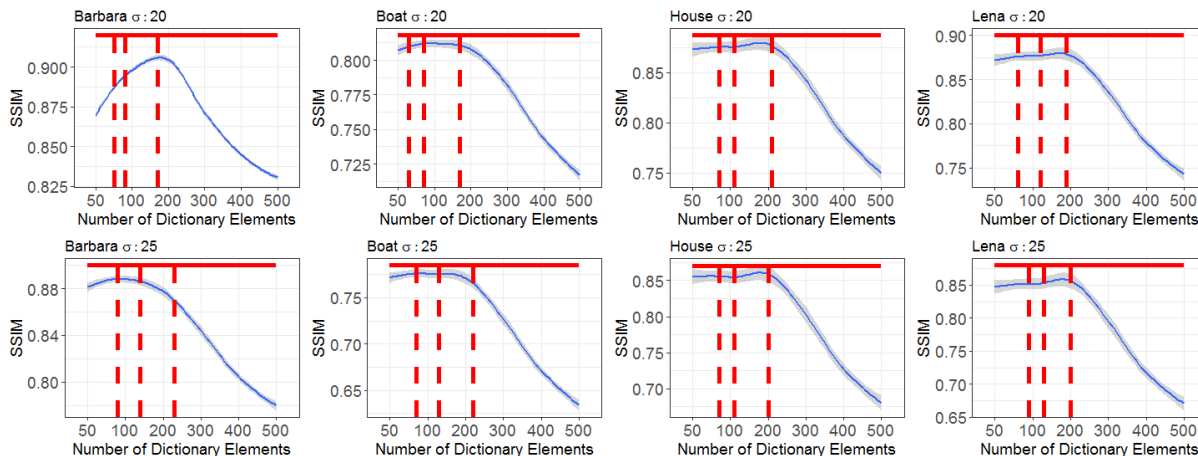 Barbara σ : 20
0.900
0.875
0.850
0.825
SSIM
50 100 200 300 400 500
Number of Dictionary Elements
Boat σ : 20
0.800
0.775
0.750
0.725
SSIM
50 100 200 300 400 500
Number of Dictionary Elements
House σ : 20
0.85
0.80
0.75
SSIM
50 100 200 300 400 500
Number of Dictionary Elements
Lena σ : 20
0.90
0.85
0.80
0.75
SSIM
50 100 200 300 400 500
Number of Dictionary Elements
Barbara σ : 25
0.88
0.84
0.80
SSIM
50 100 200 300 400 500
Number of Dictionary Elements
Boat σ : 25
0.75
0.70
0.65
SSIM
50 100 200 300 400 500
Number of Dictionary Elements
House σ : 25
0.85
0.80
0.75
0.70
SSIM
50 100 200 300 400 500
Number of Dictionary Elements
Lena σ : 25
0.85
0.80
0.75
0.70
0.65
SSIM
50 100 200 300 400 500
Number of Dictionary Elements